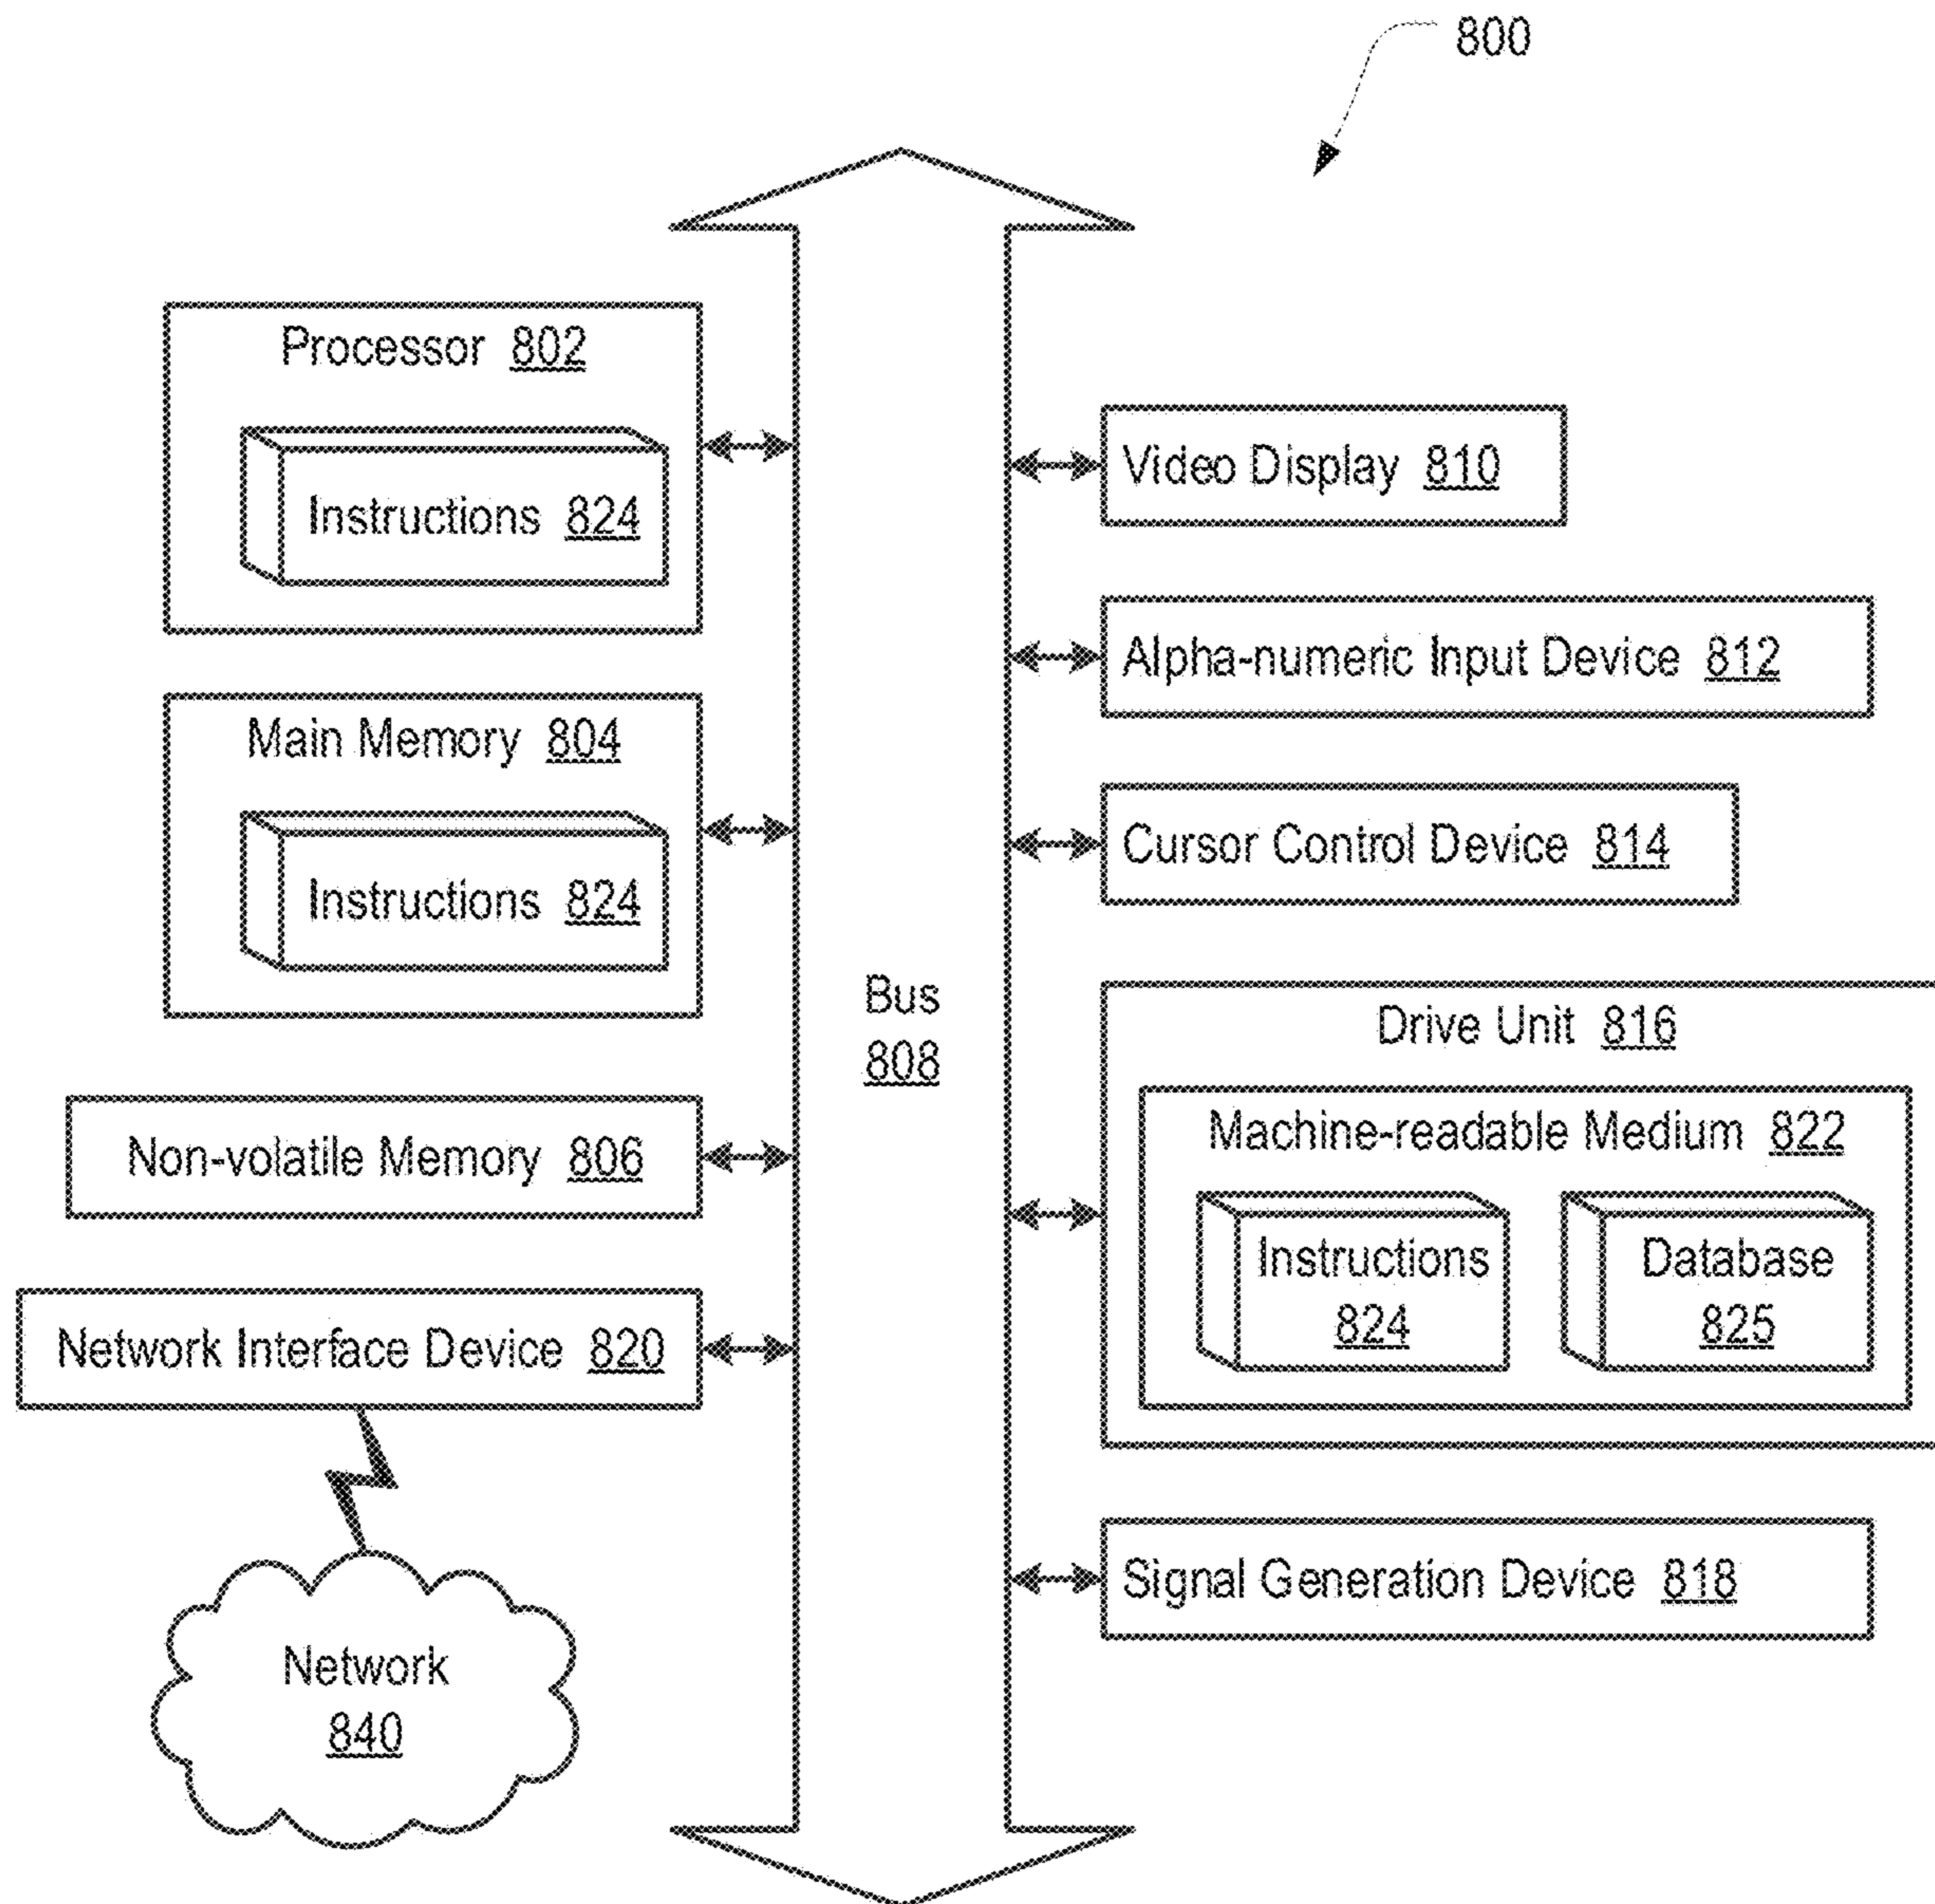 800
Processor 802
Instructions 824
Main Memory 804
Instructions 824
Non-volatile Memory 806
Network Interface Device 820
Network
840
Bus
808
Video Display 810
Alpha-numeric Input Device 812
Cursor Control Device 814
Drive Unit 816
Machine-readable Medium 822
Instructions
824
Database
825
Signal Generation Device 818